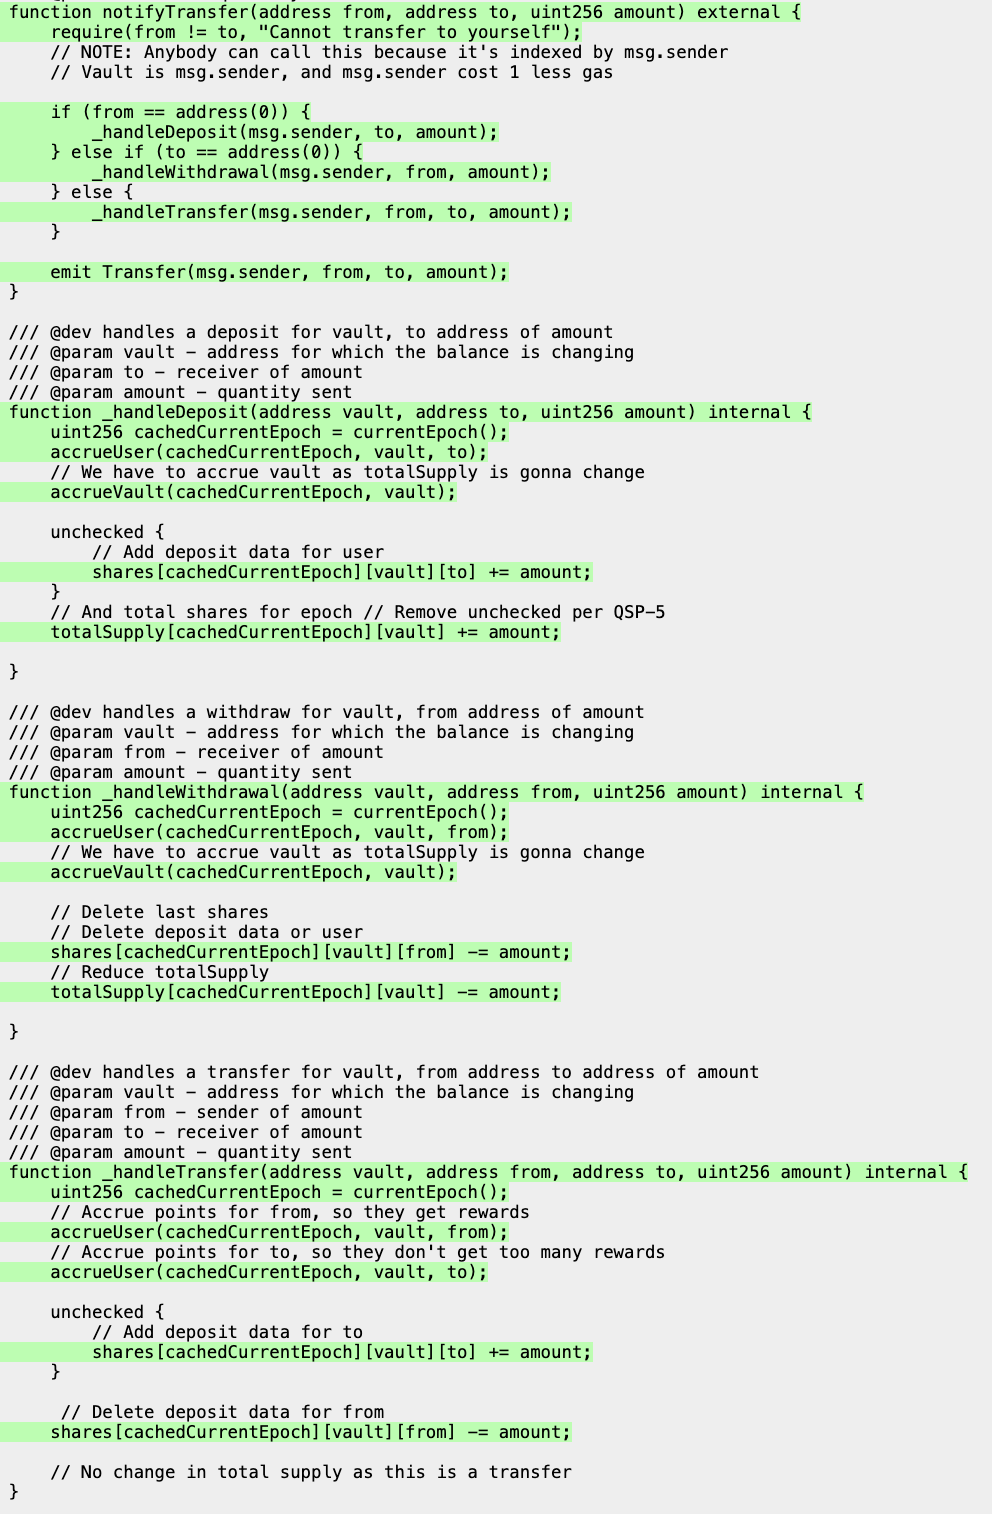 function notifyTransfer(address from, address to, uint256 amount) external {
    require(from != to, "Cannot transfer to yourself");
    // NOTE: Anybody can call this because it's indexed by msg.sender
    // Vault is msg.sender, and msg.sender cost 1 less gas

    if (from == address(0)) {
        _handleDeposit(msg.sender, to, amount);
    } else if (to == address(0)) {
        _handleWithdrawal(msg.sender, from, amount);
    } else {
        _handleTransfer(msg.sender, from, to, amount);
    }

    emit Transfer(msg.sender, from, to, amount);
}

/// @dev handles a deposit for vault, to address of amount
/// @param vault - address for which the balance is changing
/// @param to - receiver of amount
/// @param amount - quantity sent
function _handleDeposit(address vault, address to, uint256 amount) internal {
    uint256 cachedCurrentEpoch = currentEpoch();
    accrueUser(cachedCurrentEpoch, vault, to);
    // We have to accrue vault as totalSupply is gonna change
    accrueVault(cachedCurrentEpoch, vault);

    unchecked {
        // Add deposit data for user
        shares[cachedCurrentEpoch][vault][to] += amount;
    }
    // And total shares for epoch // Remove unchecked per QSP-5
    totalSupply[cachedCurrentEpoch][vault] += amount;

}

/// @dev handles a withdraw for vault, from address of amount
/// @param vault - address for which the balance is changing
/// @param from - receiver of amount
/// @param amount - quantity sent
function _handleWithdrawal(address vault, address from, uint256 amount) internal {
    uint256 cachedCurrentEpoch = currentEpoch();
    accrueUser(cachedCurrentEpoch, vault, from);
    // We have to accrue vault as totalSupply is gonna change
    accrueVault(cachedCurrentEpoch, vault);

    // Delete last shares
    // Delete deposit data or user
    shares[cachedCurrentEpoch][vault][from] -= amount;
    // Reduce totalSupply
    totalSupply[cachedCurrentEpoch][vault] -= amount;

}

/// @dev handles a transfer for vault, from address to address of amount
/// @param vault - address for which the balance is changing
/// @param from - sender of amount
/// @param to - receiver of amount
/// @param amount - quantity sent
function _handleTransfer(address vault, address from, address to, uint256 amount) internal {
    uint256 cachedCurrentEpoch = currentEpoch();
    // Accrue points for from, so they get rewards
    accrueUser(cachedCurrentEpoch, vault, from);
    // Accrue points for to, so they don't get too many rewards
    accrueUser(cachedCurrentEpoch, vault, to);

    unchecked {
        // Add deposit data for to
        shares[cachedCurrentEpoch][vault][to] += amount;
    }

     // Delete deposit data for from
    shares[cachedCurrentEpoch][vault][from] -= amount;

    // No change in total supply as this is a transfer
}